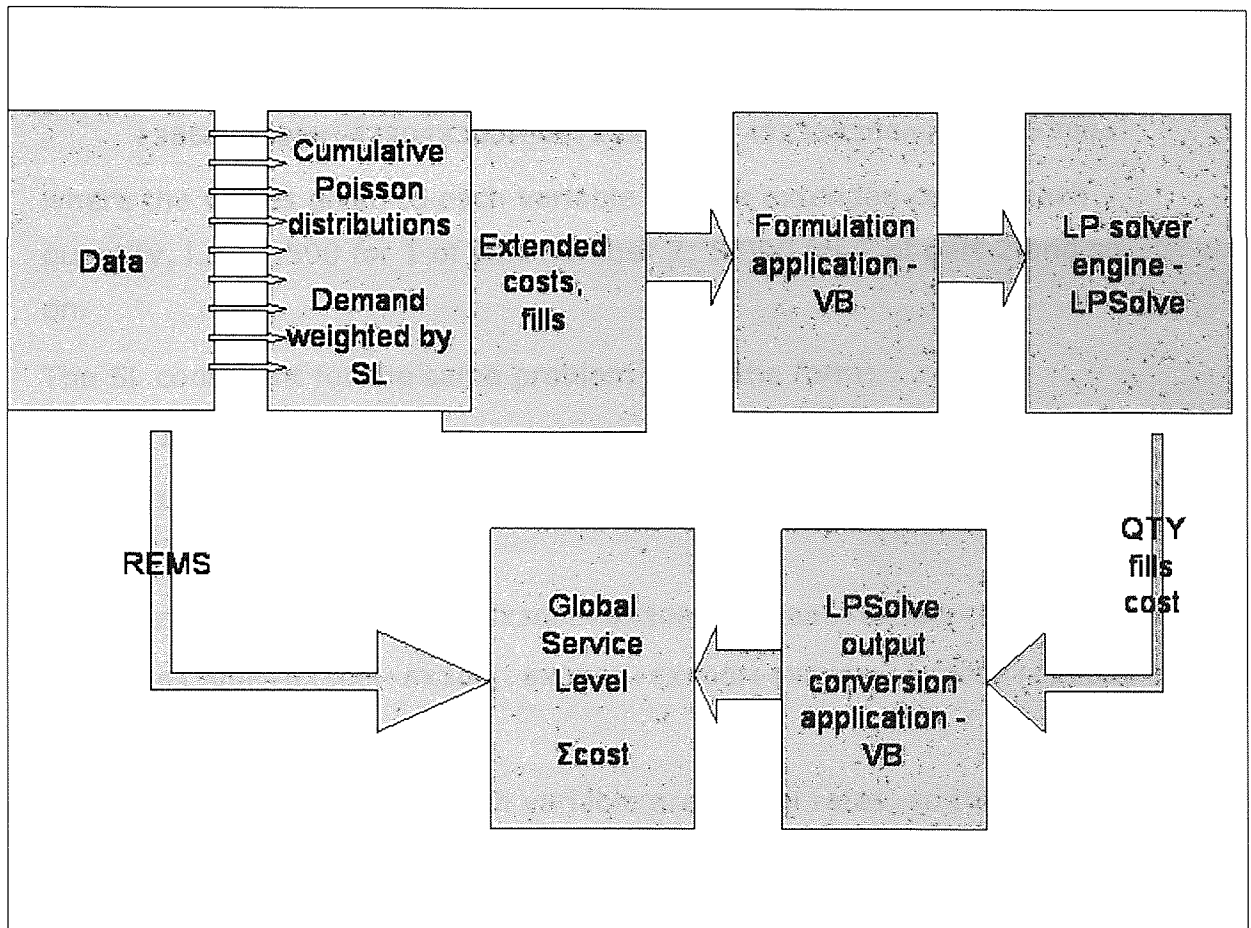 Data
Cumulative
Poisson
distributions
Demand
weighted by
SL
Extended
costs,
fills
Formulation
application -
VB
LP solver
engine -
LPSolve
REMS
Global
Service
Level
Σcost
LPSolve
output
conversion
application -
VB
QTY
fills
cost